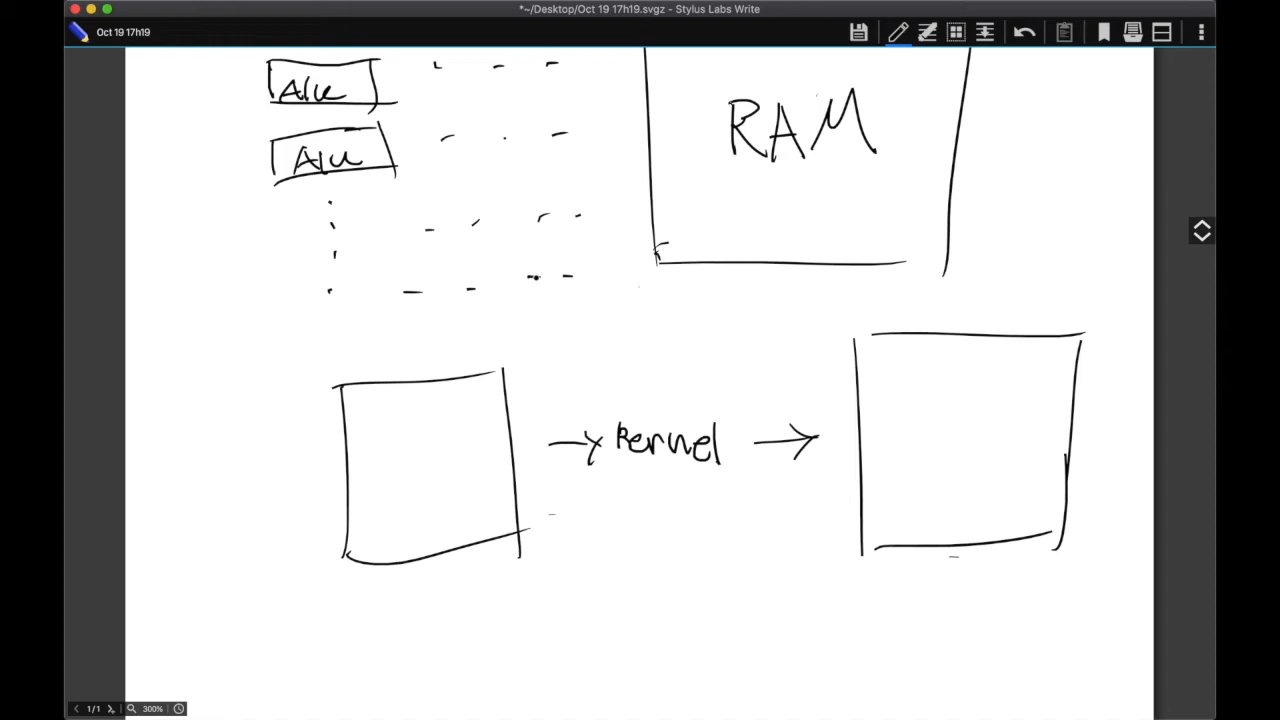 *~/Desktop/Oct 19 17h19.svgz - Stylus Labs Write
Oct 19 17h19
Alu
RAM
Alu
Kernel
1/1
300%